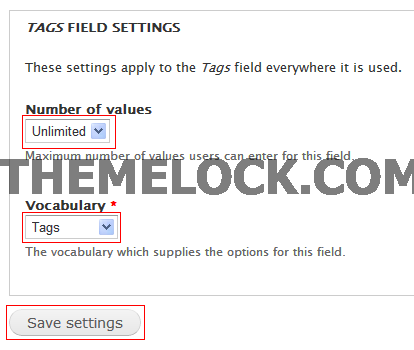 TAGS FIELD SETTINGS
These settings apply to the Tags field everywhere it is used.
Number of values
Unlimited
Maximum number of values users can enter for this field.
THEMELOCK.COM
Vocabulary *
Tags
The vocabulary which supplies the options for this field.
Save settings